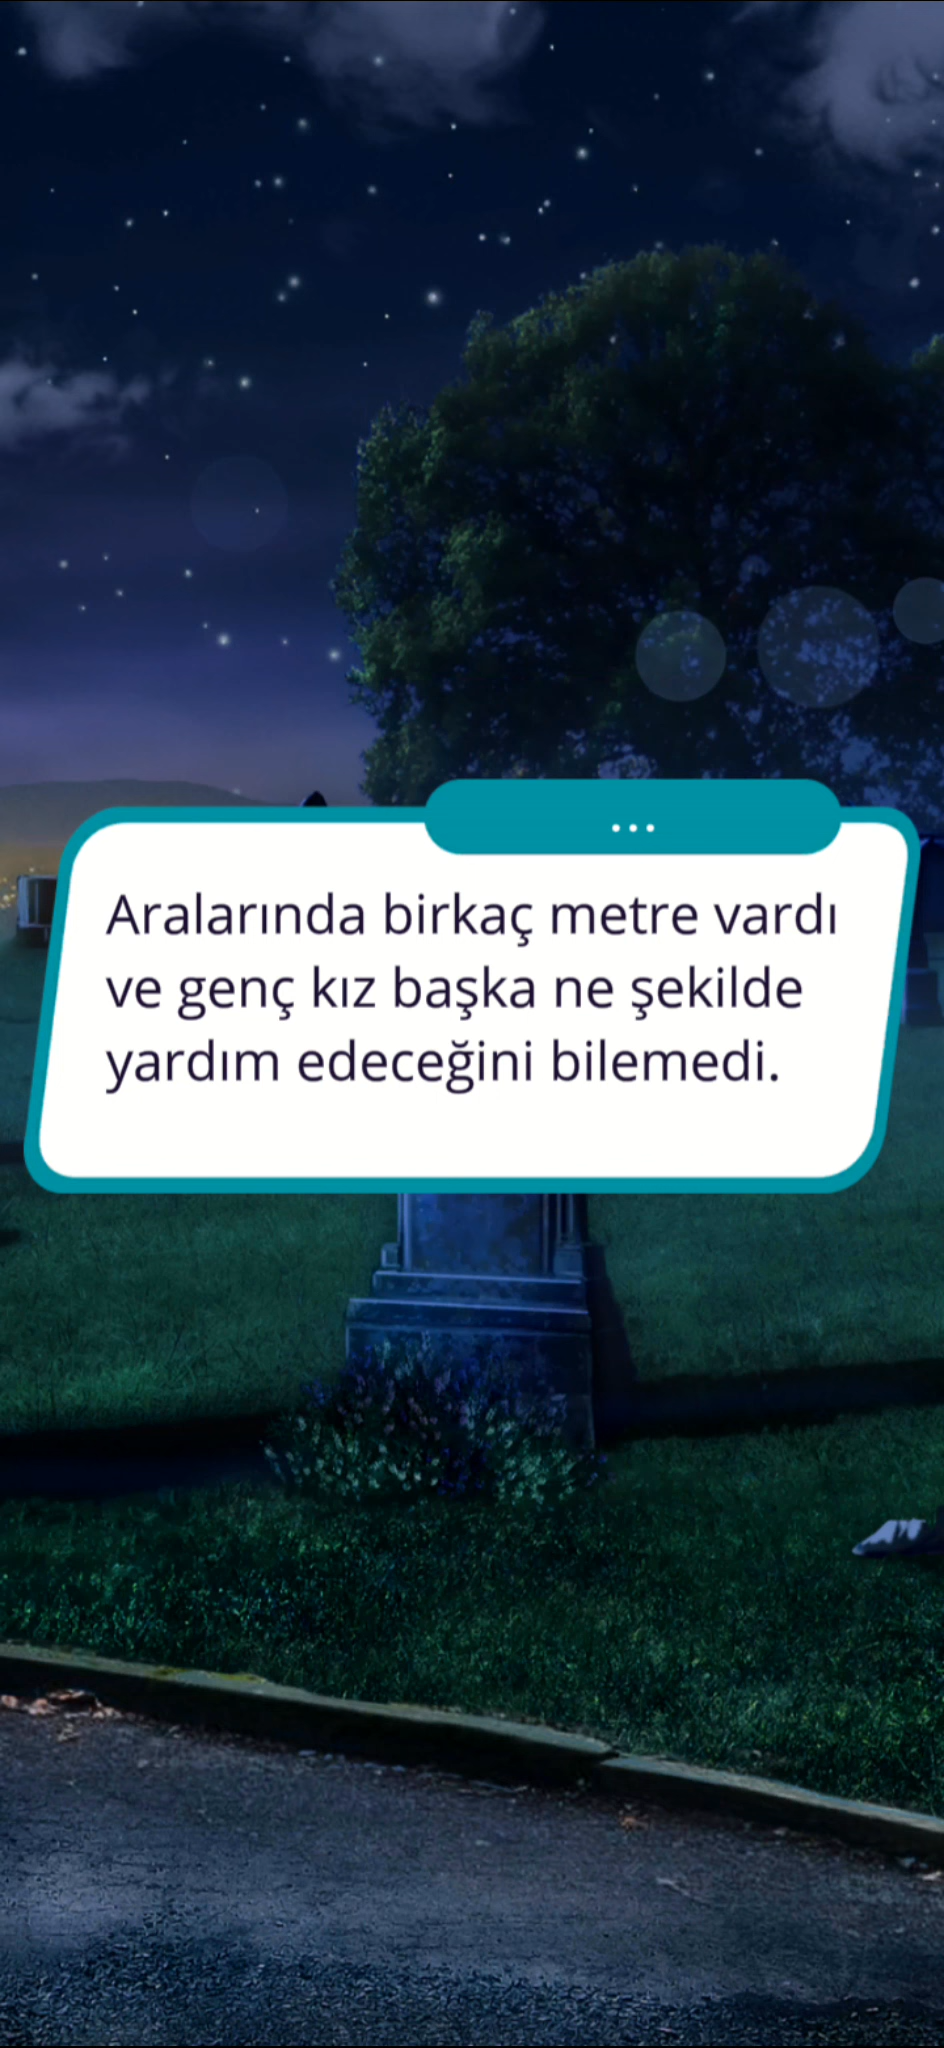 ...
Aralarında birkaç metre vardı
ve genç kız başka ne şekilde
yardım edeceğini bilemedi.